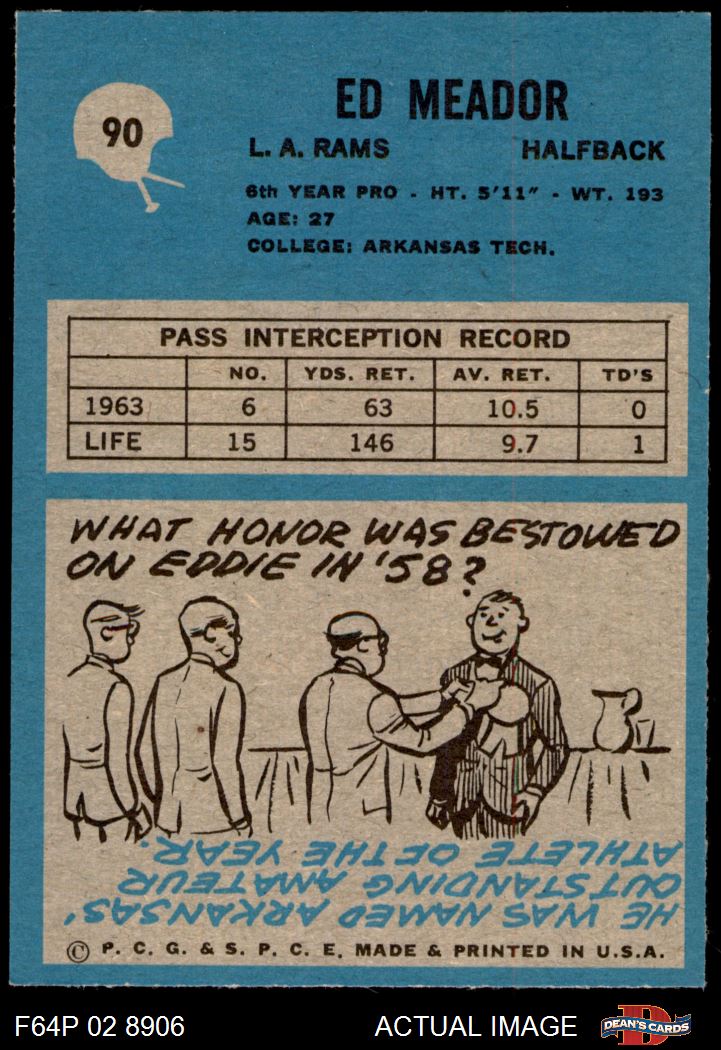 90
ED MEADOR
L. A. RAMS HALFBACK
6th YEAR PRO - HT. 5'11" - WT. 193
AGE: 27
COLLEGE: ARKANSAS TECH.
PASS INTERCEPTION RECORD
NO. YDS. RET. AV. RET. TD'S
1963 6 63 10.5 0
LIFE 15 146 9.7 1
WHAT HONOR WAS BESTOWED
ON EDDIE IN '58?
HE WAS NAMED ARKANSAS'
OUTSTANDING AMATEUR
ATHLETE OF THE YEAR.
© P. C. G. & S. P. C. E. MADE & PRINTED IN U.S.A.
F64P 02 8906 ACTUAL IMAGE D DEAN'S CARDS